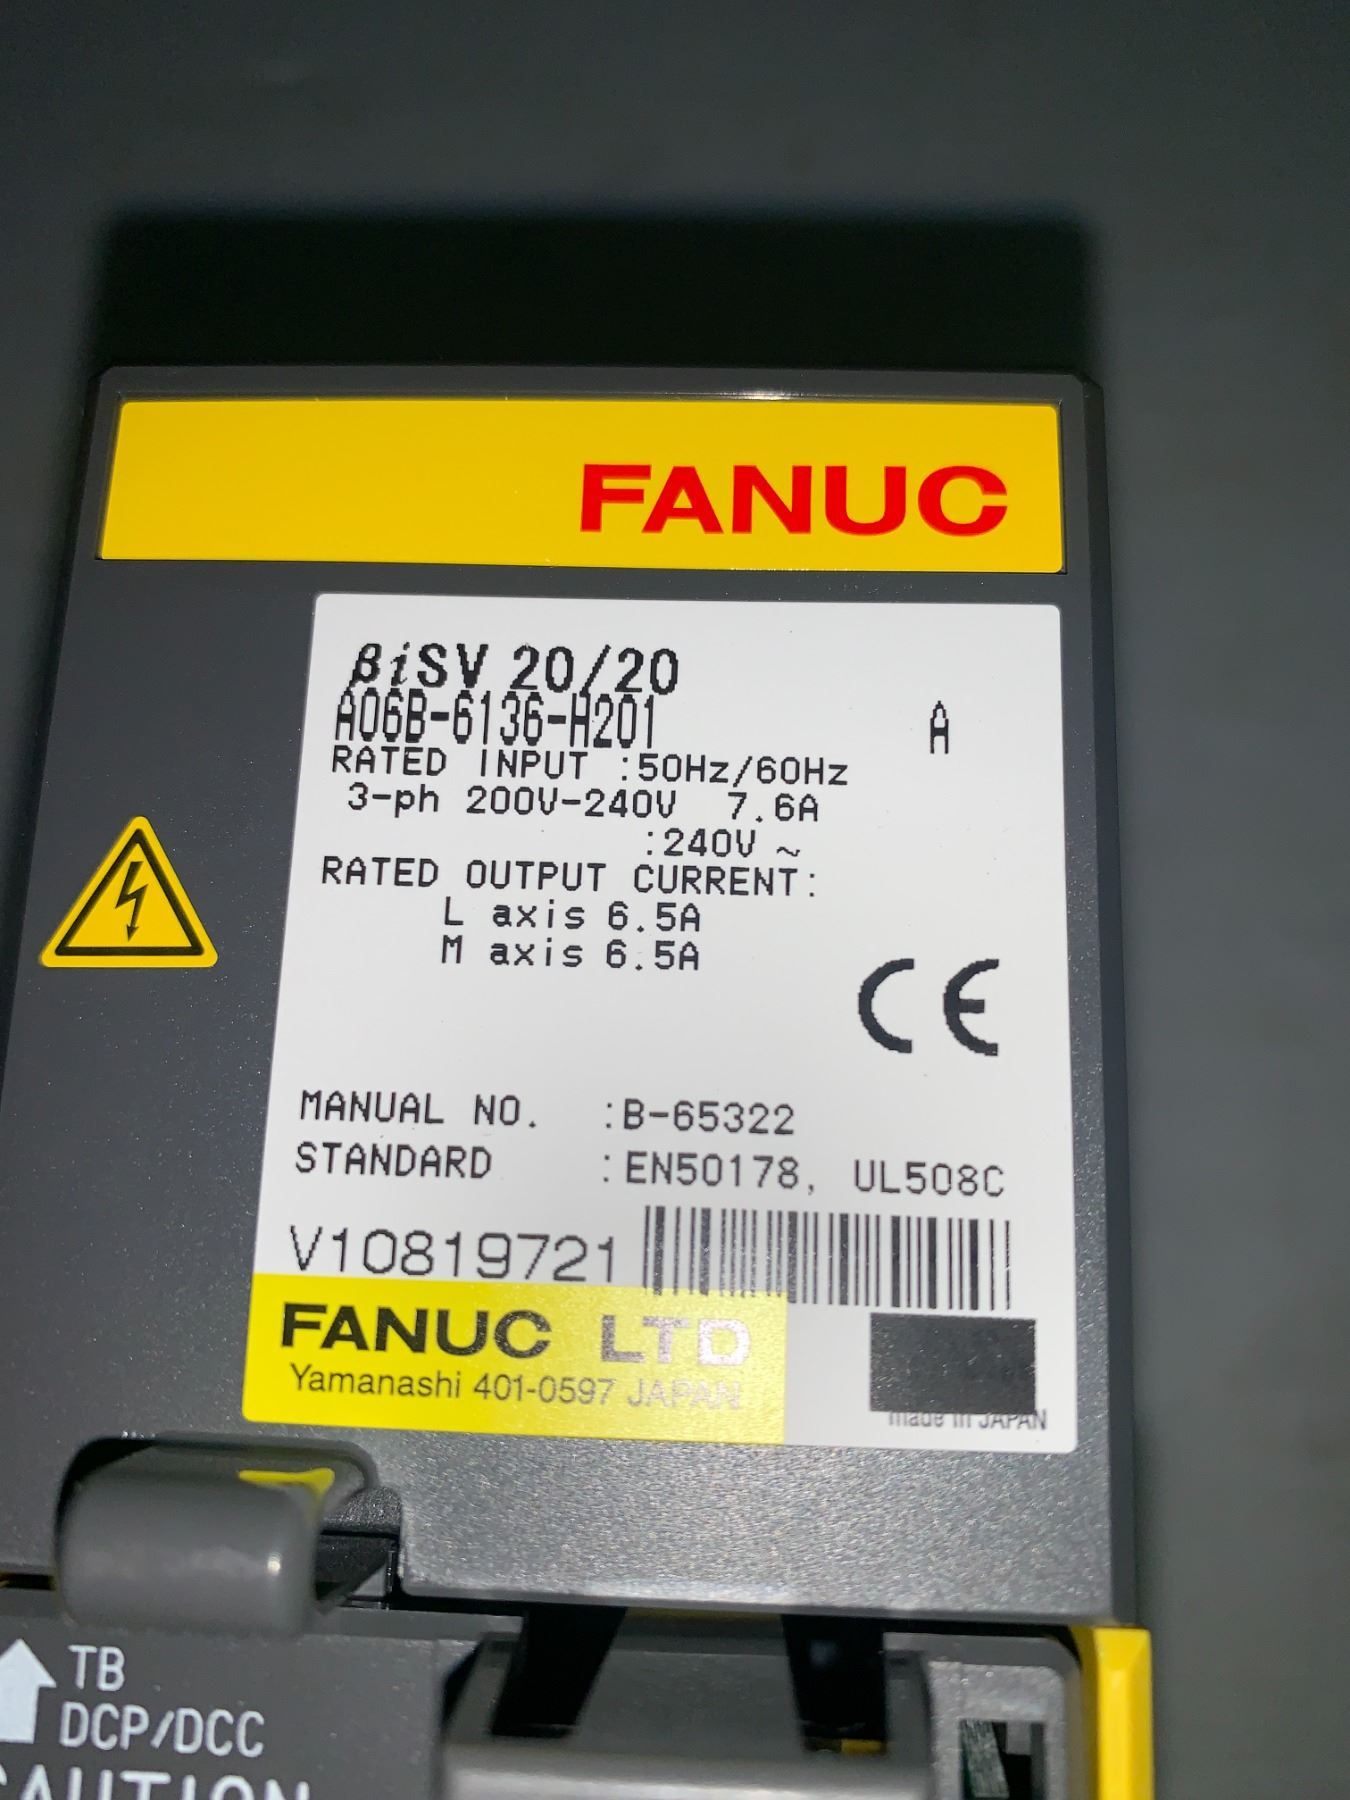 FANUC
βiSV 20/20
A06B-6136-H201 A
RATED INPUT :50Hz/60Hz
3-ph 200V-240V 7.6A
:240V ~
RATED OUTPUT CURRENT:
L axis 6.5A
M axis 6.5A
CE
MANUAL NO. :B-65322
STANDARD :EN50178, UL508C
V10819721
FANUC LTD
Yamanashi 401-0597 JAPAN
made in JAPAN
TB
DCP/DCC
CAUTION